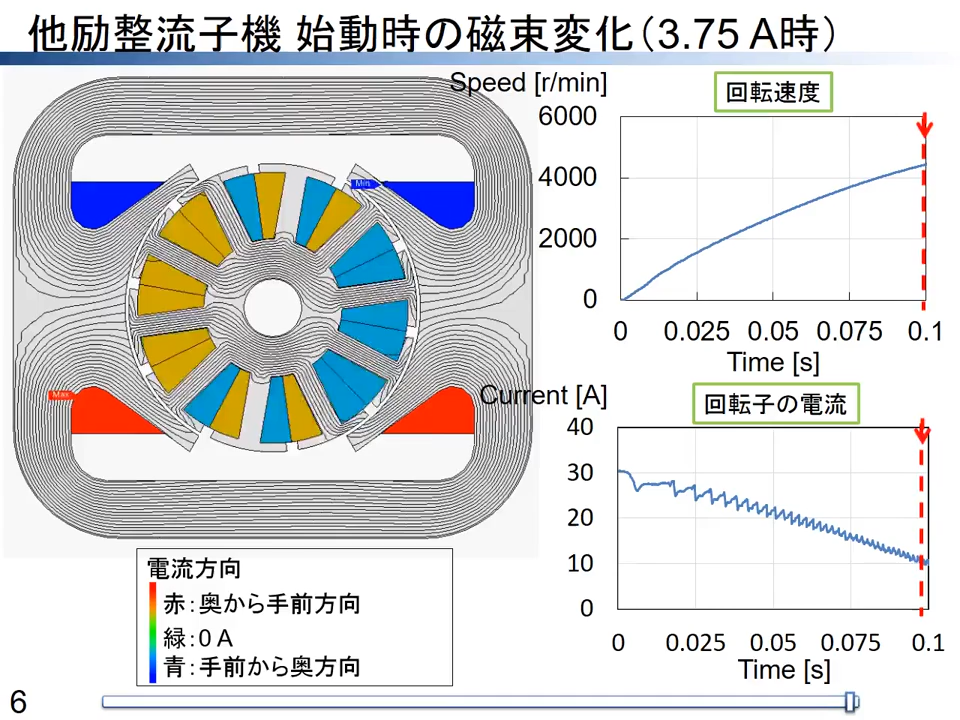 他励整流子機 始動時の磁束変化（3.75 A時）
Speed [r/min]
回転速度
6000
4000
2000
0
0 0.025 0.05 0.075 0.1
Time [s]
Min
Max
Current [A]
回転子の電流
40
30
20
10
0
0 0.025 0.05 0.075 0.1
Time [s]
電流方向
赤：奥から手前方向
緑：0 A
青：手前から奥方向
6